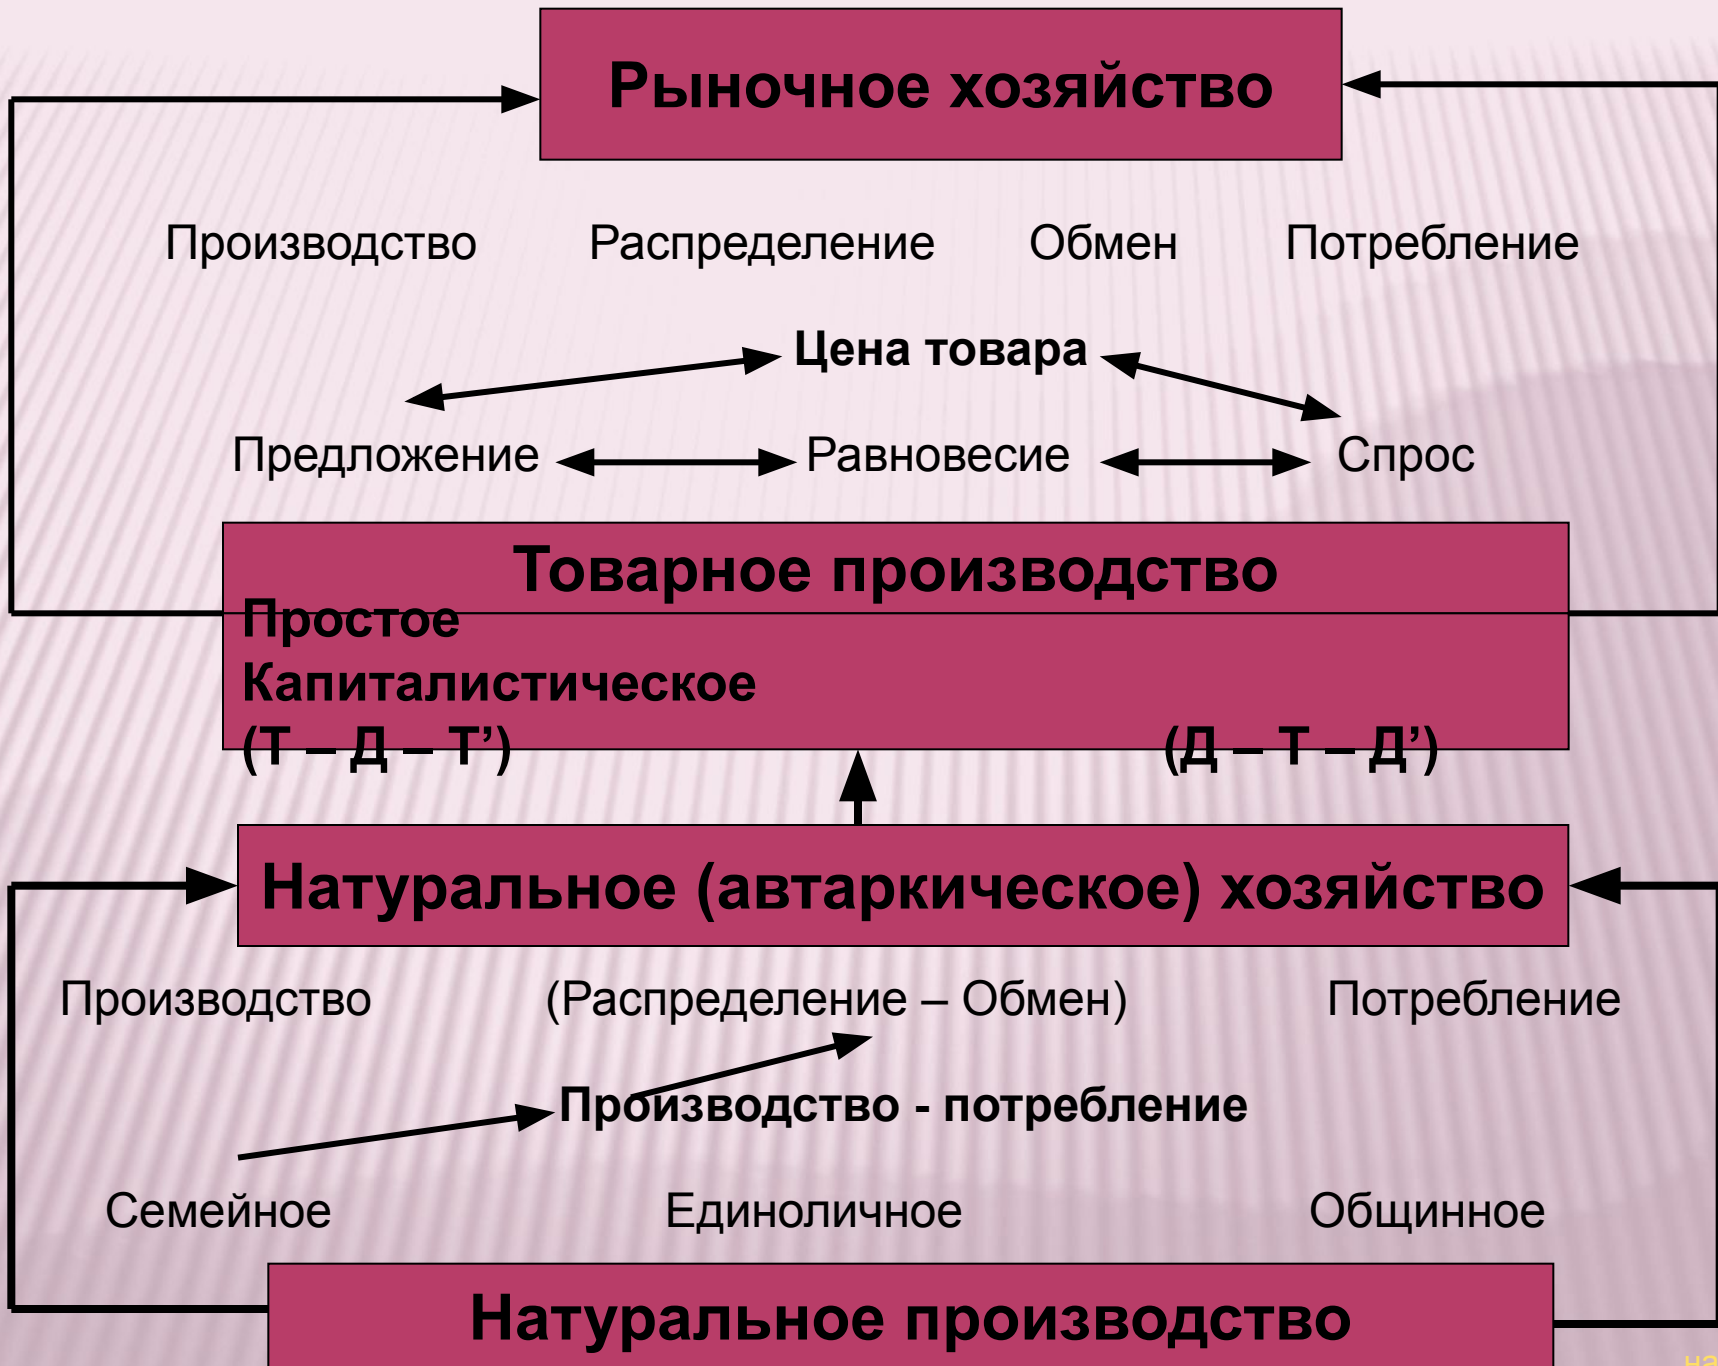 Рыночное хозяйство
Производство Распределение Обмен Потребление
Цена товара
Предложение Равновесие Спрос
Товарное производство
Простое
Капиталистическое
(Т – Д – Т’) (Д – Т – Д’)
Натуральное (автаркическое) хозяйство
Производство (Распределение – Обмен) Потребление
Производство - потребление
Семейное Единоличное Общинное
Натуральное производство